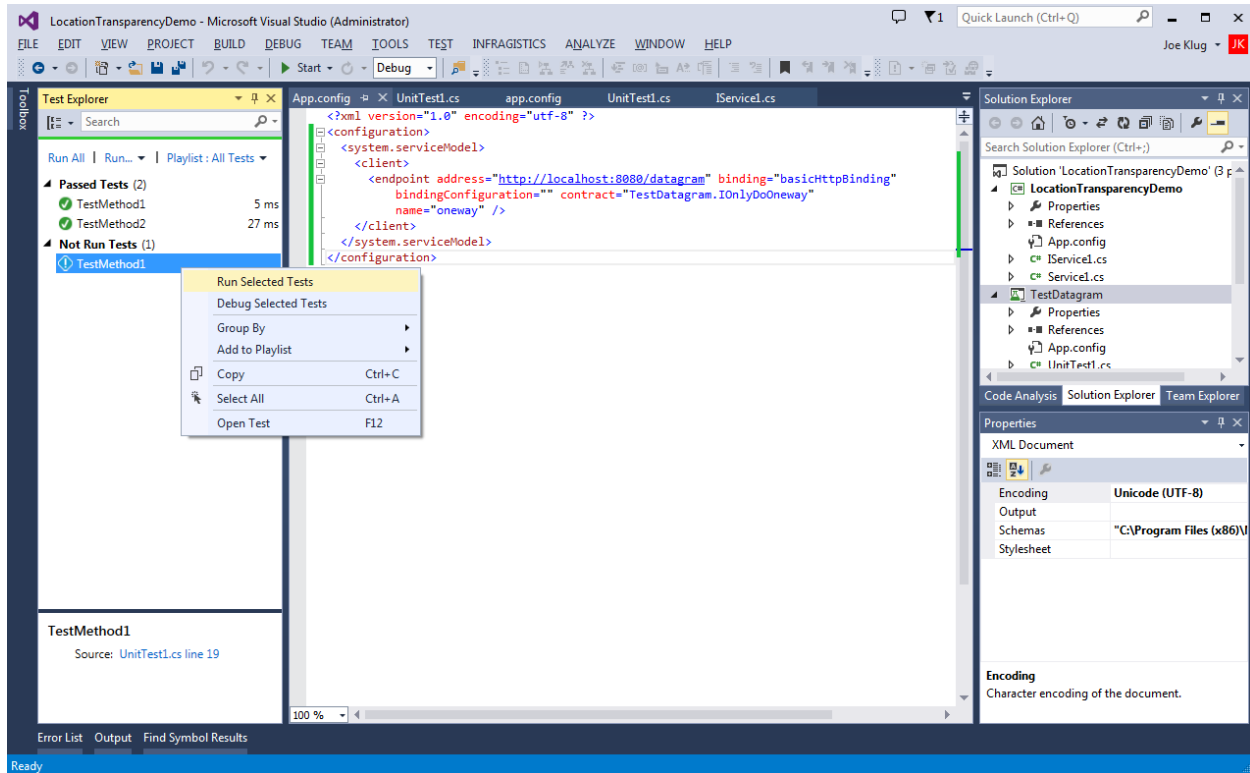 LocationTransparencyDemo - Microsoft Visual Studio (Administrator)
1
Quick Launch (Ctrl+Q)
FILE EDIT VIEW PROJECT BUILD DEBUG TEAM TOOLS TEST INFRAGISTICS ANALYZE WINDOW HELP
Joe Klug
JK
Start
Debug
Toolbox
Test Explorer
Search
Run All | Run... | Playlist : All Tests
Passed Tests (2)
TestMethod1 5 ms
TestMethod2 27 ms
Not Run Tests (1)
TestMethod1
Run Selected Tests
Debug Selected Tests
Group By
Add to Playlist
Copy Ctrl+C
Select All Ctrl+A
Open Test F12
TestMethod1
Source: UnitTest1.cs line 19
App.config UnitTest1.cs app.config UnitTest1.cs IService1.cs
<?xml version="1.0" encoding="utf-8" ?>
<configuration>
<system.serviceModel>
<client>
<endpoint address="http://localhost:8080/datagram" binding="basicHttpBinding"
bindingConfiguration="" contract="TestDatagram.IOnlyDoOneway"
name="oneway" />
</client>
</system.serviceModel>
</configuration>
100 %
Solution Explorer
Search Solution Explorer (Ctrl+;)
Solution 'LocationTransparencyDemo' (3 p
LocationTransparencyDemo
Properties
References
App.config
IService1.cs
Service1.cs
TestDatagram
Properties
References
App.config
UnitTest1.cs
Code Analysis Solution Explorer Team Explorer
Properties
XML Document
Encoding Unicode (UTF-8)
Output
Schemas "C:\Program Files (x86)\
Stylesheet
Encoding
Character encoding of the document.
Error List Output Find Symbol Results
Ready